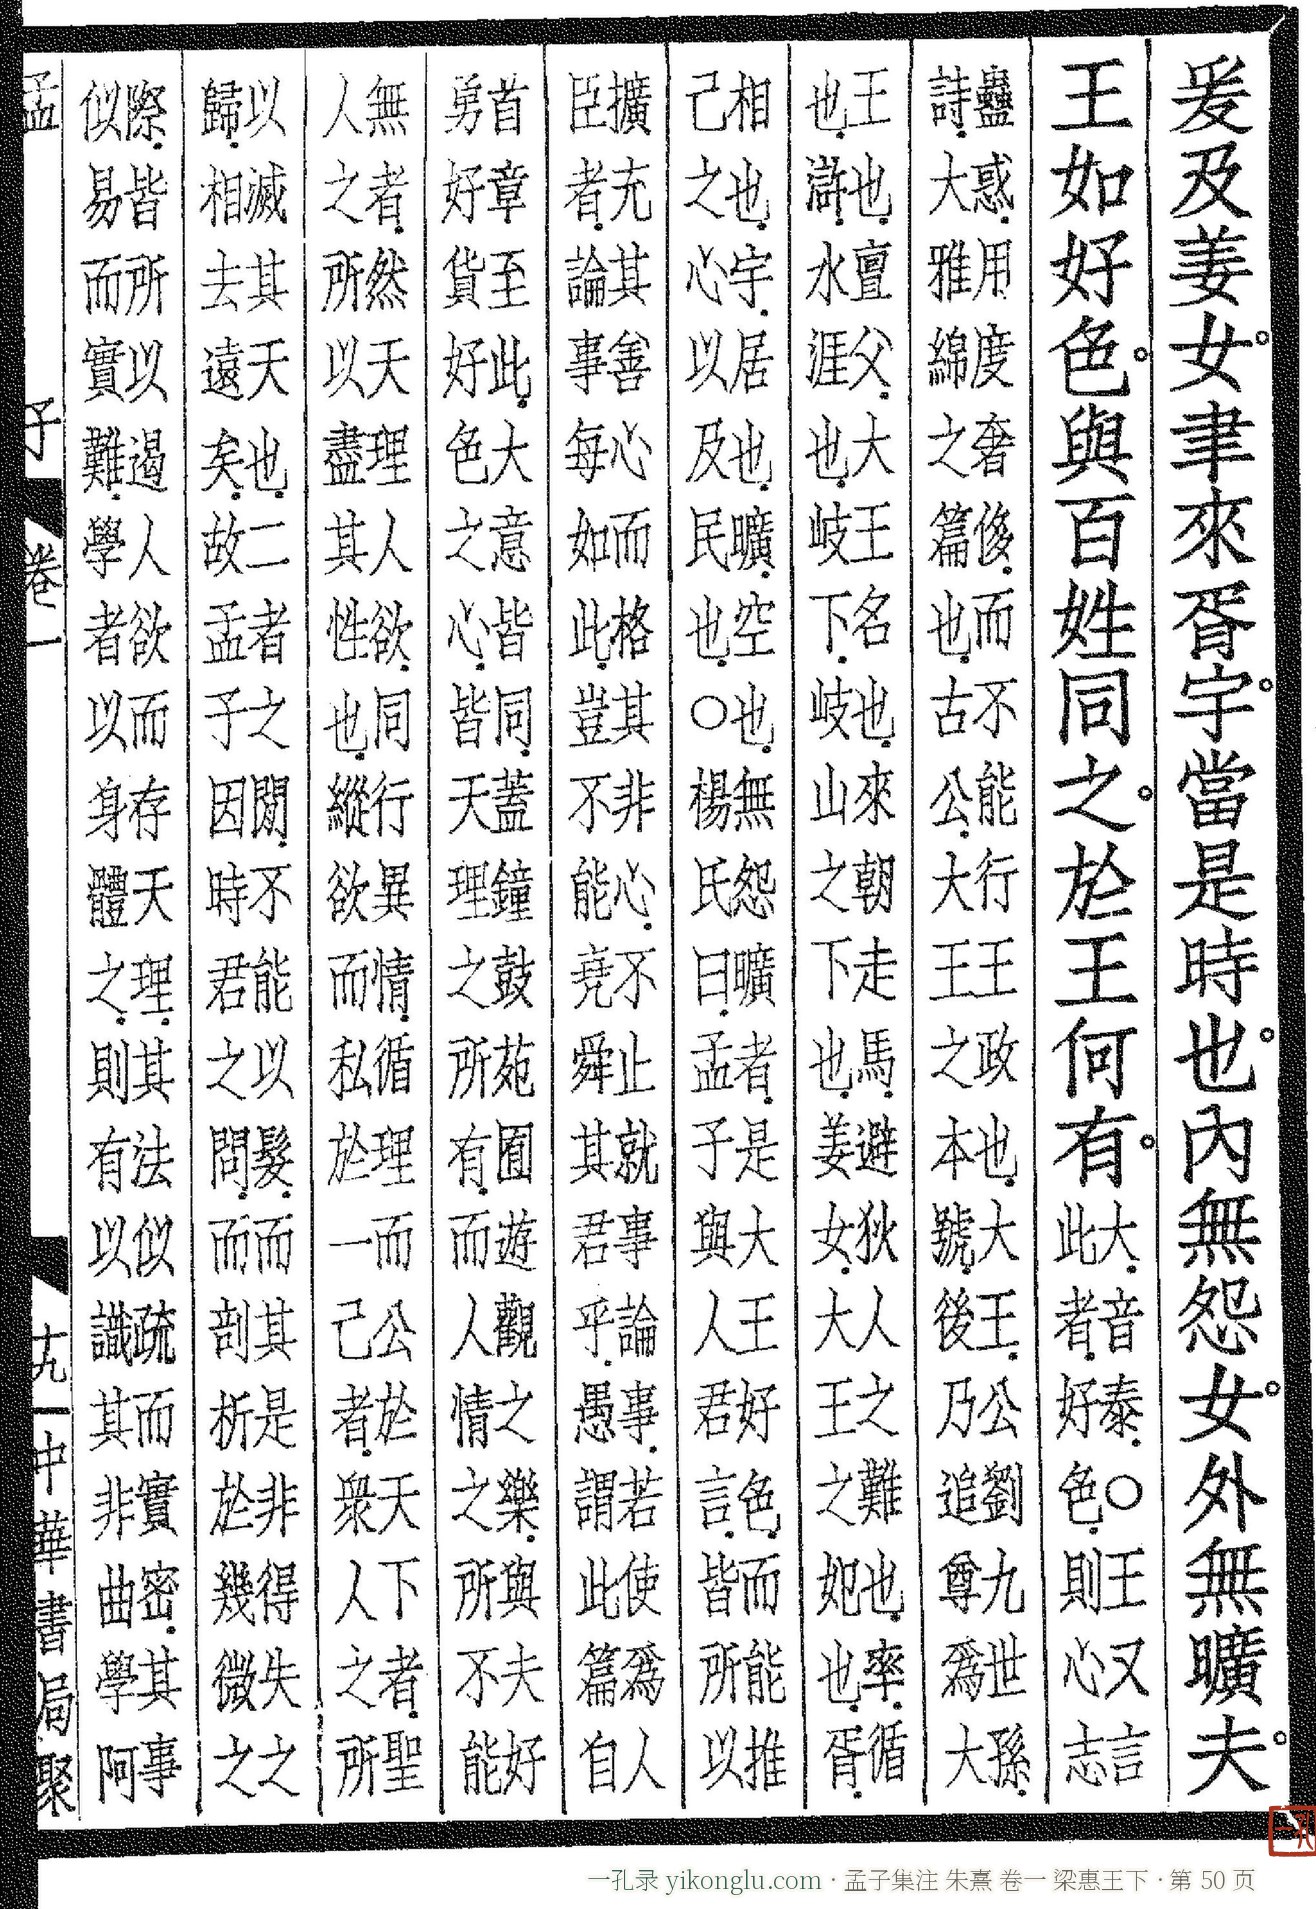 爰及姜女。聿來胥宇。當是時也。內無怨女。外無曠夫。
王如好色。與百姓同之。於王何有。
大.音泰.○王又言
此者.好色.則心志
蠱惑.用度奢侈.而不能行王政也.大王.公劉九世孫.
詩.大雅綿之篇也.古公.大王王之本號.後乃追尊爲大
王也.亶父.大王名也.來朝走馬.避狄人之難也.率.循
也.滸.水涯也.岐下.岐山之下也.姜女.大王之妃也.胥.
相也.宇.居也.曠.空也.無怨曠者.是大王好色.而能推
己之心以及民也.○楊氏曰.孟子與人君言.皆所以
擴充其善心而格其非心.不止就事論事.若使爲人
臣者.論事每如此.豈不能堯舜其君乎.愚謂此篇自
首章至此.大意皆同.蓋鐘鼓苑囿遊觀之樂.與夫好
勇好貨好色之心.皆天理之所有.而人情之所不能
無者.然天理人欲.同行異情.循理而公於天下者.聖
人之所以盡其性也.縱欲而私於一己者.衆人之所
以滅其天也.二者之閒.不能以髮.而其是非得失之
歸.相去遠矣.故孟子因時君之問.而剖析於幾微之
際.皆所以遏人欲而存天理.其法似疏而實密.其事
似易而實難.學者以身體之.則有以識其非曲學阿
孟子 卷一 十九 中華書局聚
一孔录 yikonglu.com · 孟子集注 朱熹 卷一 梁惠王下 · 第 50 页